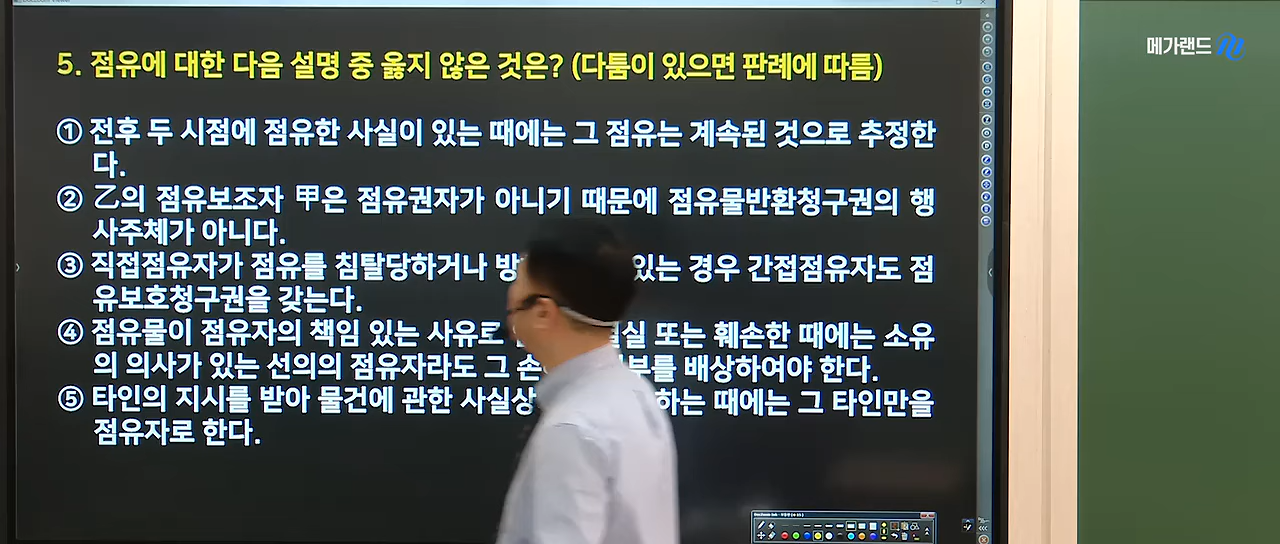 메가랜드
5. 점유에 대한 다음 설명 중 옳지 않은 것은? (다툼이 있으면 판례에 따름)
① 전후 두 시점에 점유한 사실이 있는 때에는 그 점유는 계속된 것으로 추정한
다.
② 乙의 점유보조자 甲은 점유권자가 아니기 때문에 점유물반환청구권의 행
사주체가 아니다.
③ 직접점유자가 점유를 침탈당하거나 있는 경우 간접점유자도 점
유보호청구권을 갖는다.
④ 점유물이 점유자의 책임 있는 사유로 또는 훼손한 때에는 소유
의 의사가 있는 선의의 점유자라도 그 배상하여야 한다.
⑤ 타인의 지시를 받아 물건에 관한 하는 때에는 그 타인만을
점유자로 한다.